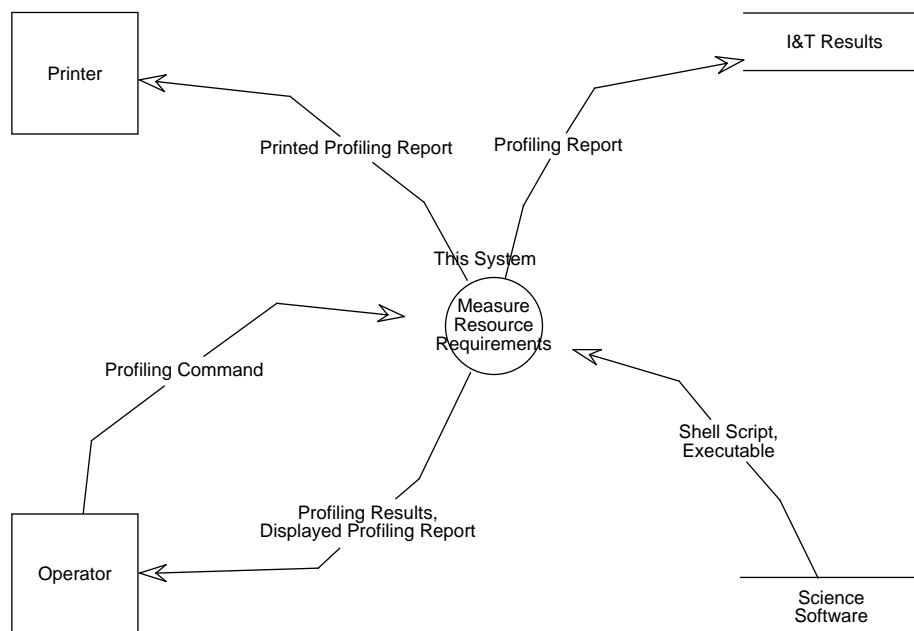 Printer
I&T Results
Printed Profiling Report
Profiling Report
This System
Measure
Resource
Requirements
Profiling Command
Shell Script,
Executable
Profiling Results,
Displayed Profiling Report
Operator
Science
Software